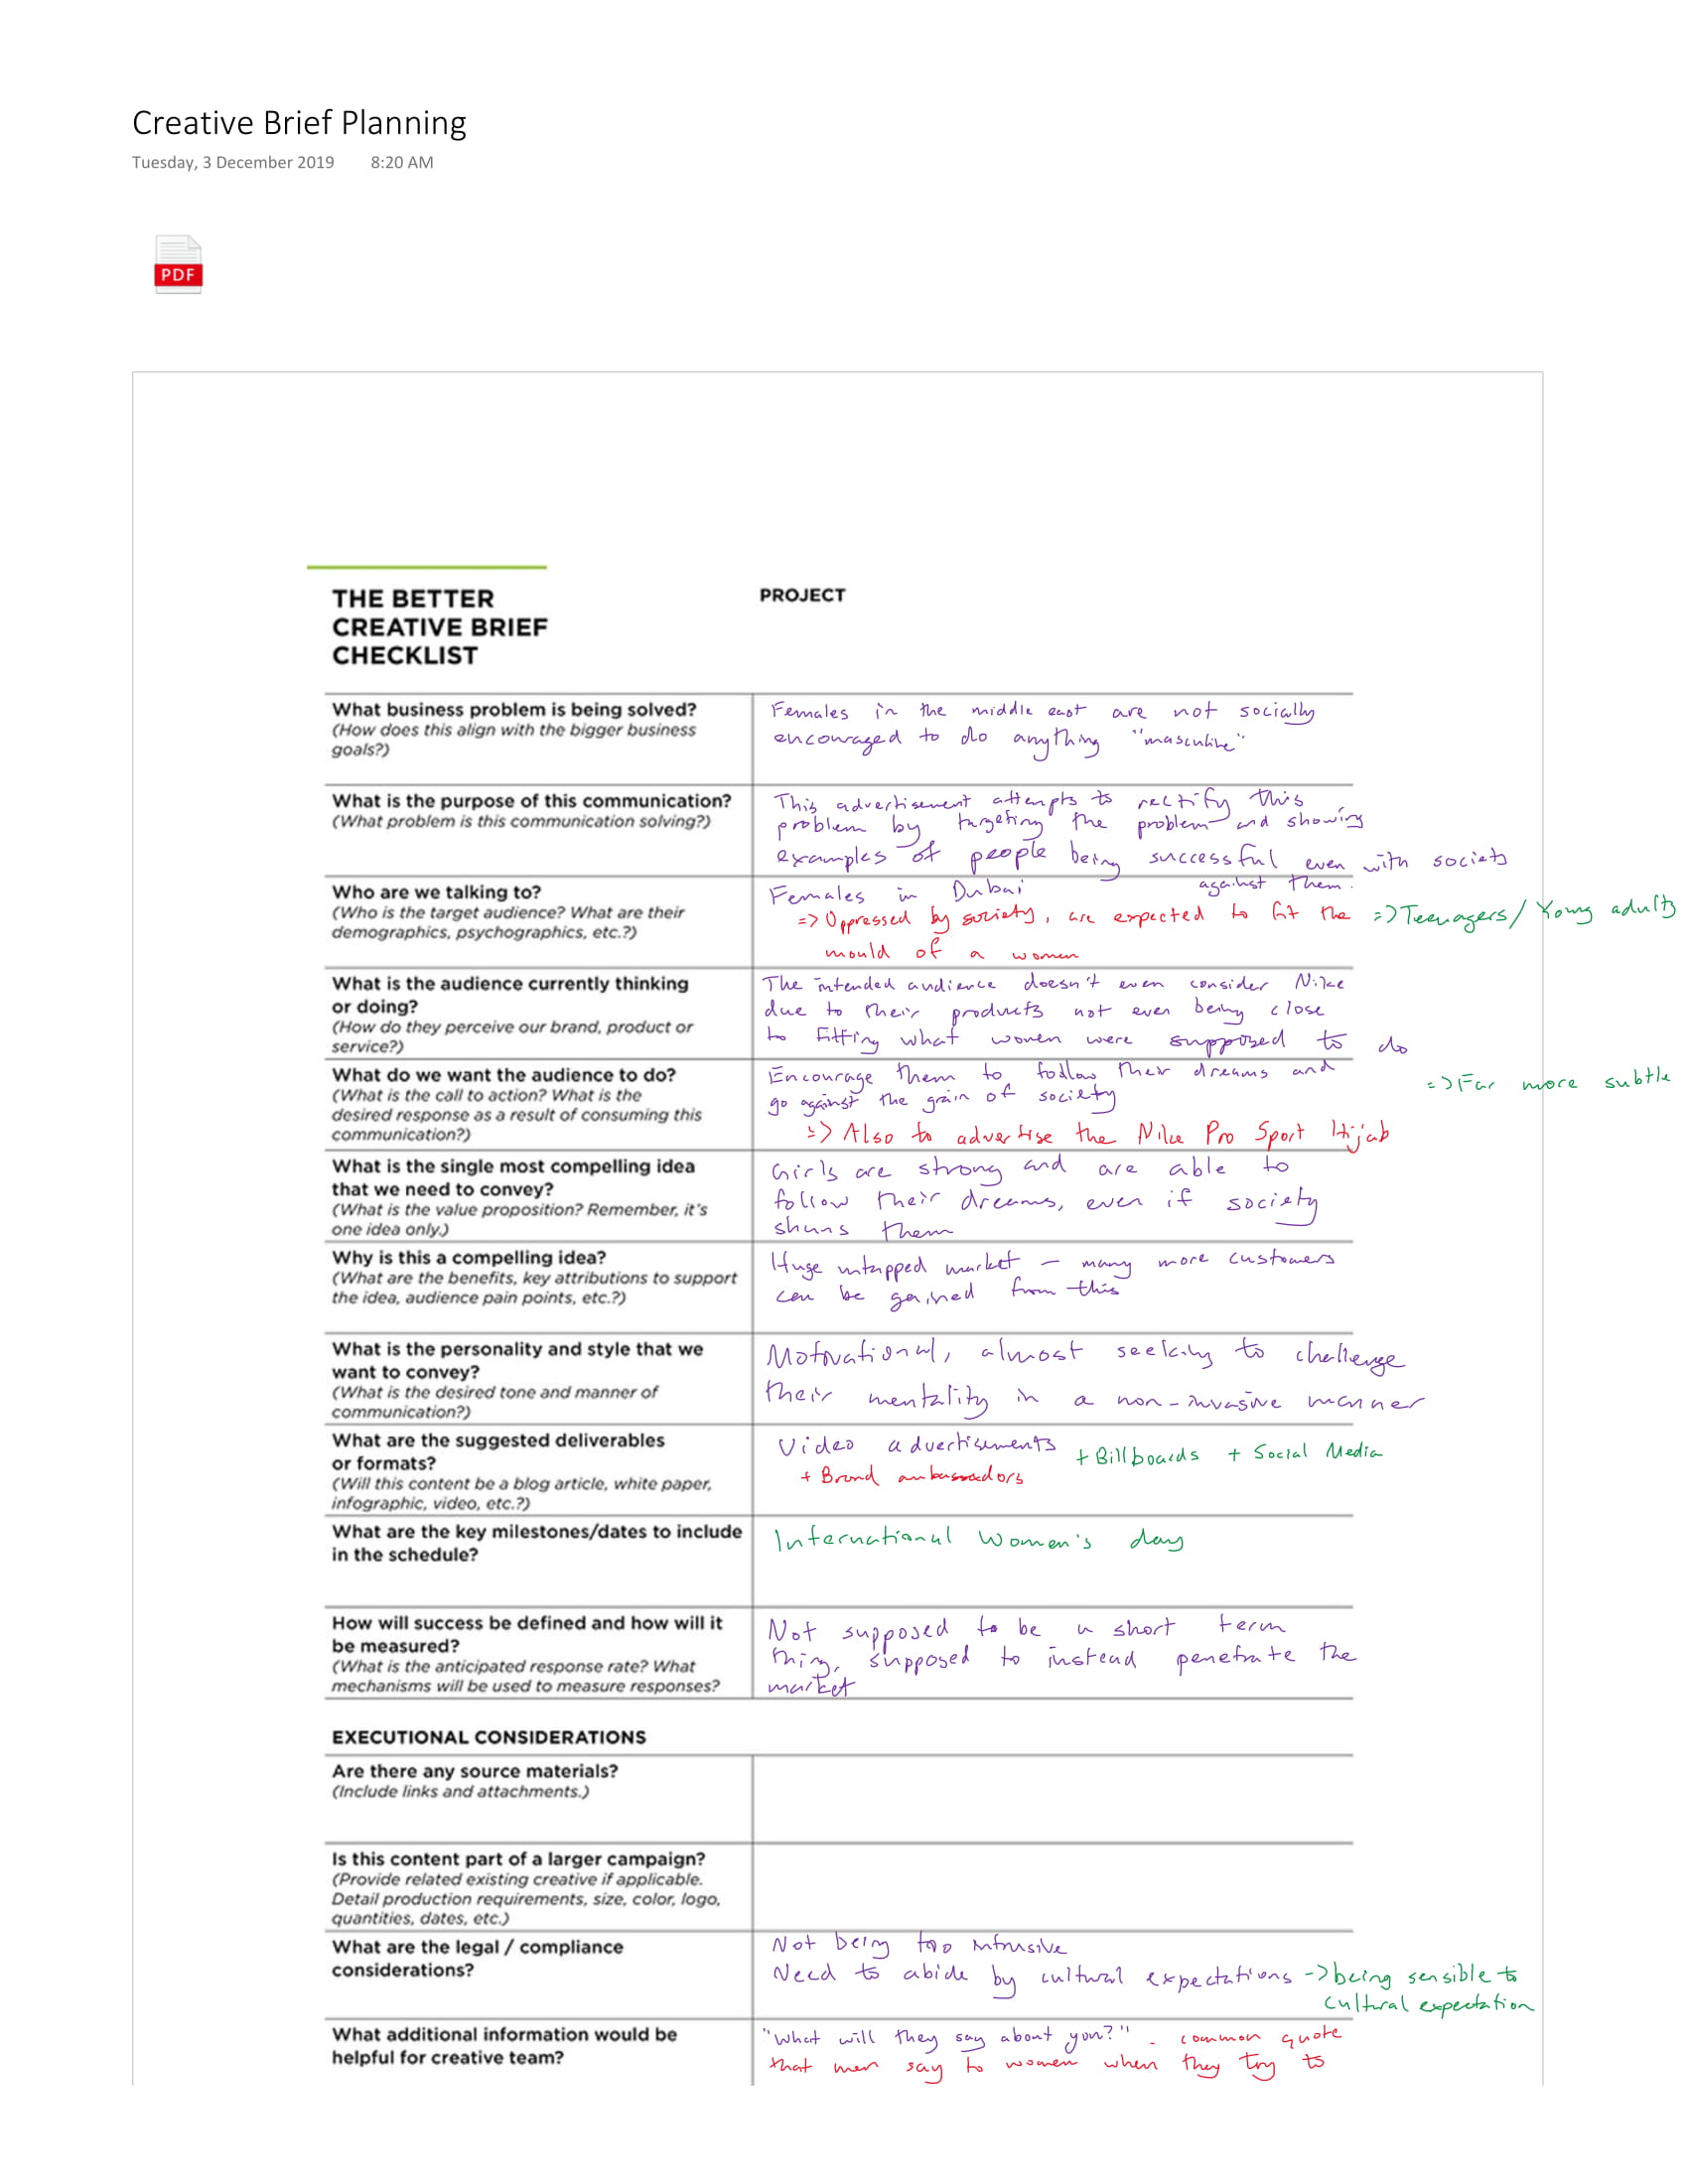 Creative Brief Planning
Tuesday, 3 December 2019 8:20 AM
PDF
THE BETTER
CREATIVE BRIEF
CHECKLIST
PROJECT
What business problem is being solved?
(How does this align with the bigger business
goals?)
Females in the middle east are not socially
encouraged to do anything "masculine"
What is the purpose of this communication?
(What problem is this communication solving?)
This advertisement attempts to rectify this
problem by targeting the problem and showing
examples of people being successful even with society
against them.
Who are we talking to?
(Who is the target audience? What are their
demographics, psychographics, etc.?)
Females in Dubai
=> Oppressed by society, are expected to fit the
mould of a women
=> Teenagers/ Young adults
What is the audience currently thinking
or doing?
(How do they perceive our brand, product or
service?)
The intended audience doesn't even consider Nike
due to their products not even being close
to fitting what women were supposed to do
What do we want the audience to do?
(What is the call to action? What is the
desired response as a result of consuming this
communication?)
Encourage them to follow their dreams and
go against the grain of society
=> Also to advertise the Nike Pro Sport Hijab
=> Far more subtle
What is the single most compelling idea
that we need to convey?
(What is the value proposition? Remember, it's
one idea only.)
Girls are strong and are able to
follow their dreams, even if society
shuns them
Why is this a compelling idea?
(What are the benefits, key attributions to support
the idea, audience pain points, etc.?)
Huge untapped market - many more customers
can be gained from this
What is the personality and style that we
want to convey?
(What is the desired tone and manner of
communication?)
Motivational, almost seeking to challenge
their mentality in a non-invasive manner
What are the suggested deliverables
or formats?
(Will this content be a blog article, white paper,
infographic, video, etc.?)
Video advertisements
+ Brand ambassadors
+ Billboards + Social Media
What are the key milestones/dates to include
in the schedule?
International Women's day
How will success be defined and how will it
be measured?
(What is the anticipated response rate? What
mechanisms will be used to measure responses?
Not supposed to be a short term
thing, supposed to instead penetrate the
market
EXECUTIONAL CONSIDERATIONS
Are there any source materials?
(Include links and attachments.)
Is this content part of a larger campaign?
(Provide related existing creative if applicable.
Detail production requirements, size, color, logo,
quantities, dates, etc.)
What are the legal / compliance
considerations?
Not being too intrusive
Need to abide by cultural expectations -> being sensible to
cultural expectation
What additional information would be
helpful for creative team?
"What will they say about you?" - common quote
that men say to women when they try to